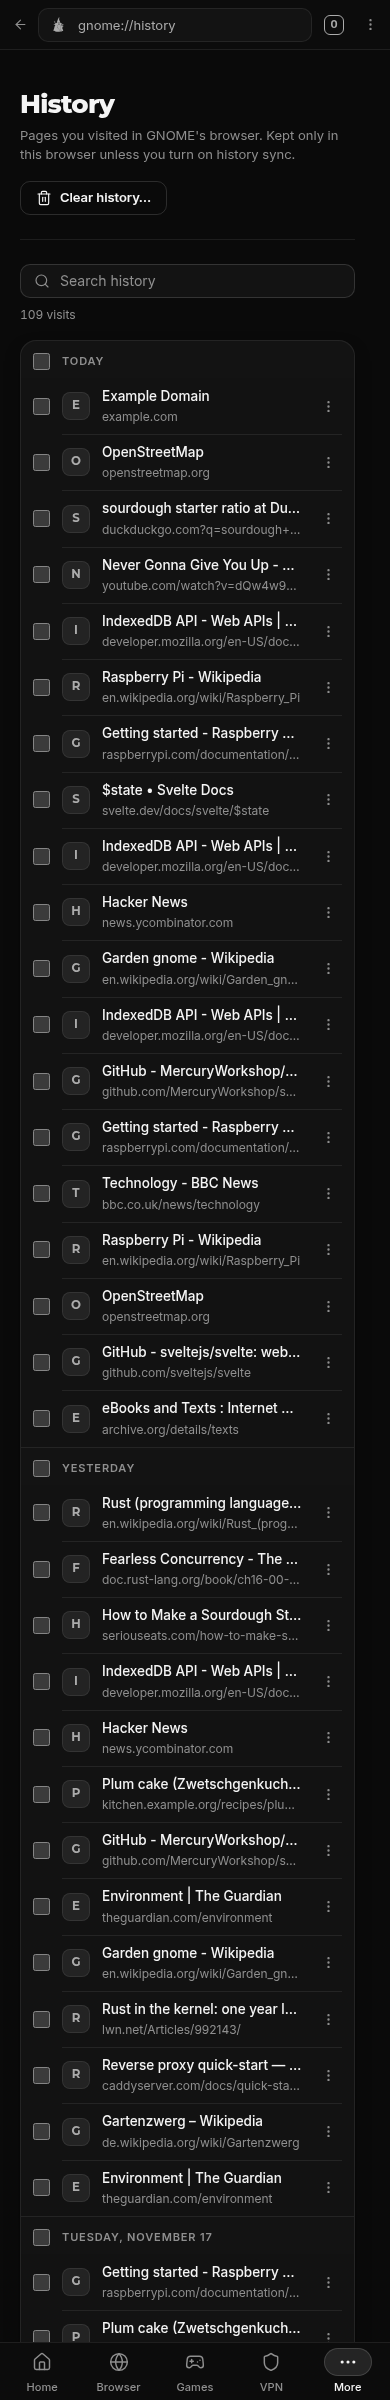 gnome://history
0
History
Pages you visited in GNOME's browser. Kept only in
this browser unless you turn on history sync.
Clear history...
Search history
109 visits
TODAY
E
Example Domain
example.com
O
OpenStreetMap
openstreetmap.org
S
sourdough starter ratio at Du...
duckduckgo.com?q=sourdough+...
N
Never Gonna Give You Up - ...
youtube.com/watch?v=dQw4w9...
I
IndexedDB API - Web APIs | ...
developer.mozilla.org/en-US/doc...
R
Raspberry Pi - Wikipedia
en.wikipedia.org/wiki/Raspberry_Pi
G
Getting started - Raspberry ...
raspberrypi.com/documentation/...
S
$state • Svelte Docs
svelte.dev/docs/svelte/$state
I
IndexedDB API - Web APIs | ...
developer.mozilla.org/en-US/doc...
H
Hacker News
news.ycombinator.com
G
Garden gnome - Wikipedia
en.wikipedia.org/wiki/Garden_gn...
I
IndexedDB API - Web APIs | ...
developer.mozilla.org/en-US/doc...
G
GitHub - MercuryWorkshop/...
github.com/MercuryWorkshop/s...
G
Getting started - Raspberry ...
raspberrypi.com/documentation/...
T
Technology - BBC News
bbc.co.uk/news/technology
R
Raspberry Pi - Wikipedia
en.wikipedia.org/wiki/Raspberry_Pi
O
OpenStreetMap
openstreetmap.org
G
GitHub - sveltejs/svelte: web...
github.com/sveltejs/svelte
E
eBooks and Texts : Internet ...
archive.org/details/texts
YESTERDAY
R
Rust (programming language...
en.wikipedia.org/wiki/Rust_(prog...
F
Fearless Concurrency - The ...
doc.rust-lang.org/book/ch16-00-...
H
How to Make a Sourdough St...
seriouseats.com/how-to-make-s...
I
IndexedDB API - Web APIs | ...
developer.mozilla.org/en-US/doc...
H
Hacker News
news.ycombinator.com
P
Plum cake (Zwetschgenkuch...
kitchen.example.org/recipes/plu...
G
GitHub - MercuryWorkshop/...
github.com/MercuryWorkshop/s...
E
Environment | The Guardian
theguardian.com/environment
G
Garden gnome - Wikipedia
en.wikipedia.org/wiki/Garden_gn...
R
Rust in the kernel: one year l...
lwn.net/Articles/992143/
R
Reverse proxy quick-start — ...
caddyserver.com/docs/quick-sta...
G
Gartenzwerg – Wikipedia
de.wikipedia.org/wiki/Gartenzwerg
E
Environment | The Guardian
theguardian.com/environment
TUESDAY, NOVEMBER 17
G
Getting started - Raspberry ...
raspberrypi.com/documentation/...
P
Plum cake (Zwetschgenkuch...
Home
Browser
Games
VPN
More